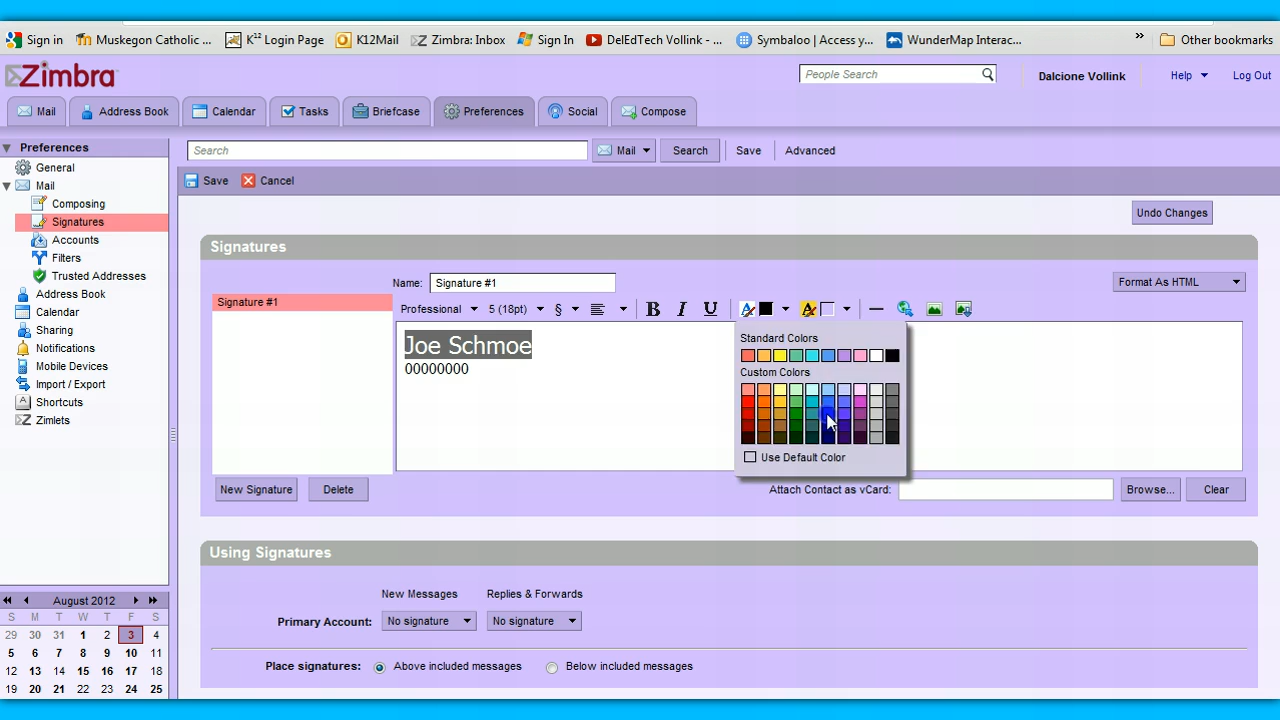 Sign in Muskegon Catholic ... K¹² Login Page K12Mail Zimbra: Inbox Sign In DelEdTech Vollink - ... Symbaloo | Access y... WunderMap Interac... » Other bookmarks
Zimbra People Search Dalcione Vollink Help Log Out
Mail Address Book Calendar Tasks Briefcase Preferences Social Compose
Preferences
General
Mail
Composing
Signatures
Accounts
Filters
Trusted Addresses
Address Book
Calendar
Sharing
Notifications
Mobile Devices
Import / Export
Shortcuts
Zimlets
Search Mail Search Save Advanced
Save Cancel
Undo Changes
Signatures
Name: Signature #1 Format As HTML
Signature #1
Professional 5 (18pt) § B I U
Joe Schmoe
00000000
Standard Colors
Custom Colors
Use Default Color
New Signature Delete Attach Contact as vCard: Browse... Clear
Using Signatures
New Messages Replies & Forwards
Primary Account: No signature No signature
Place signatures: Above included messages Below included messages
August 2012
S M T W T F S
29 30 31 1 2 3 4
5 6 7 8 9 10 11
12 13 14 15 16 17 18
19 20 21 22 23 24 25